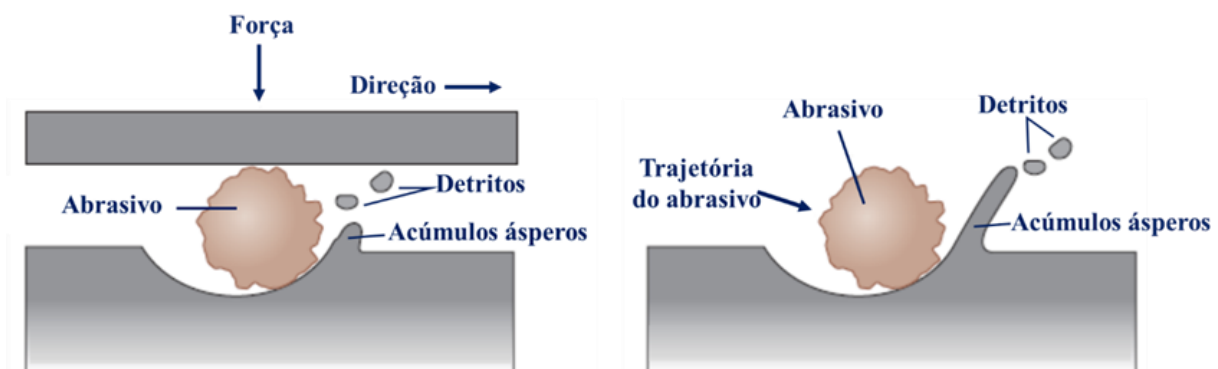 Força
Direção
Abrasivo
Detritos
Acúmulos ásperos
Abrasivo
Detritos
Trajetória
do abrasivo
Acúmulos ásperos